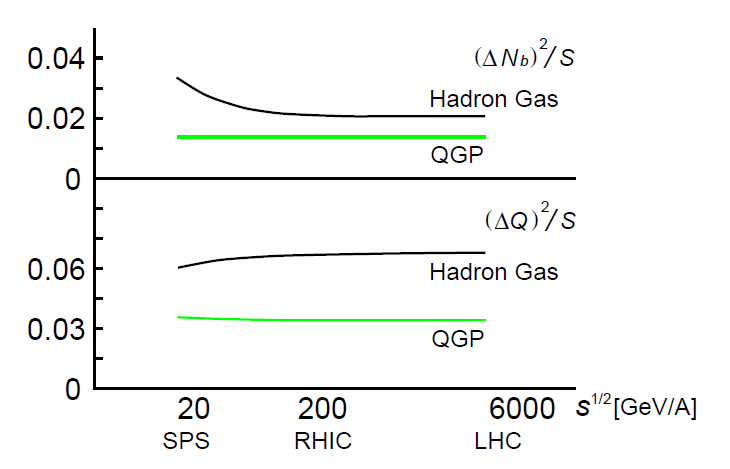 0.04
(ΔN_b)²/S
Hadron Gas
0.02
QGP
0
(ΔQ)²/S
0.06
Hadron Gas
0.03
QGP
0
20 200 6000 s^1/2 [GeV/A]
SPS RHIC LHC